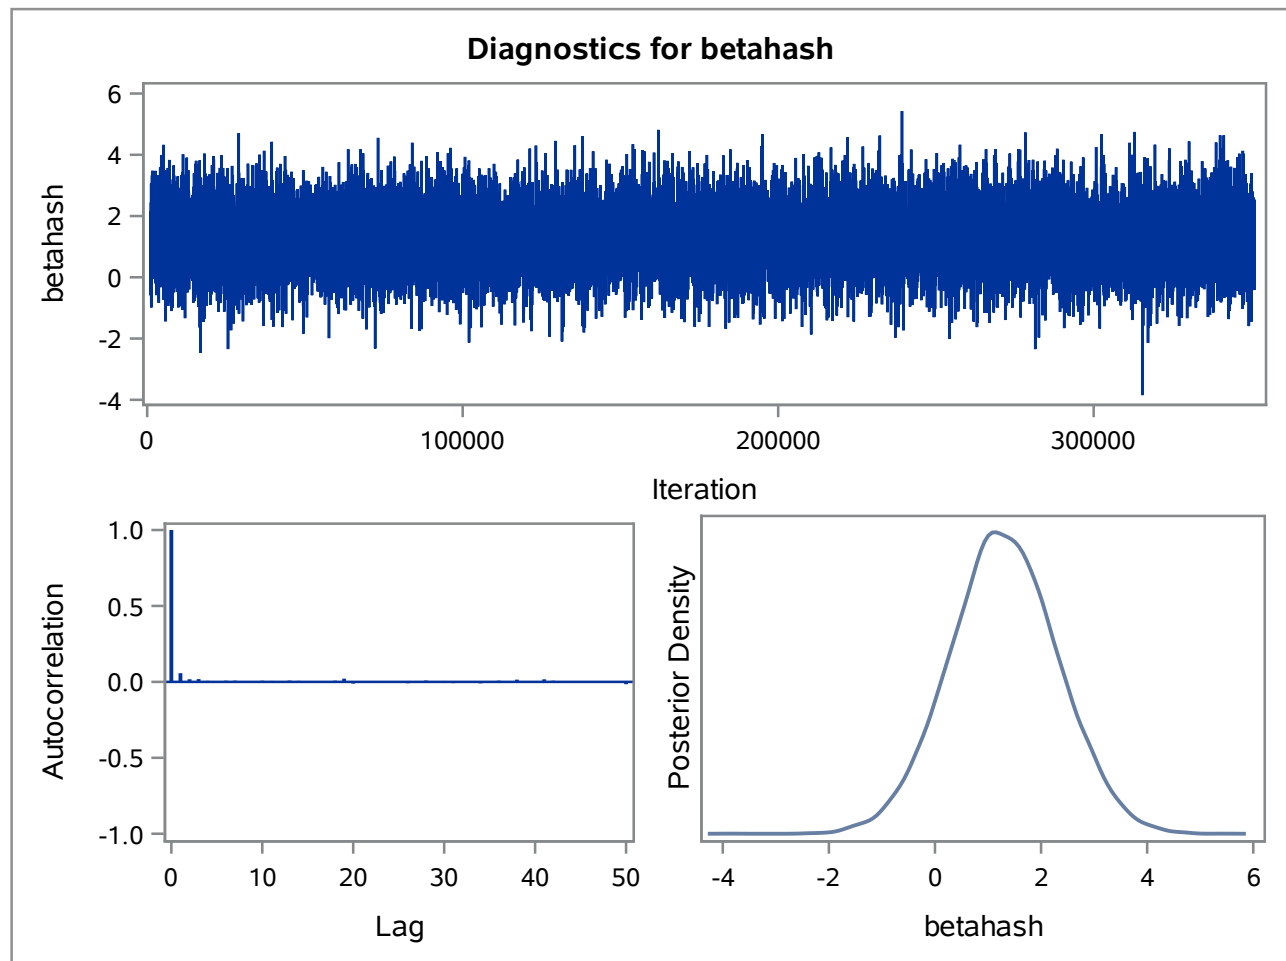 Diagnostics for betahash
6
4
2
0
-2
-4
betahash
0 100000 200000 300000
Iteration
1.0
0.5
0.0
-0.5
-1.0
Autocorrelation
0 10 20 30 40 50
Lag
Posterior Density
-4 -2 0 2 4 6
betahash